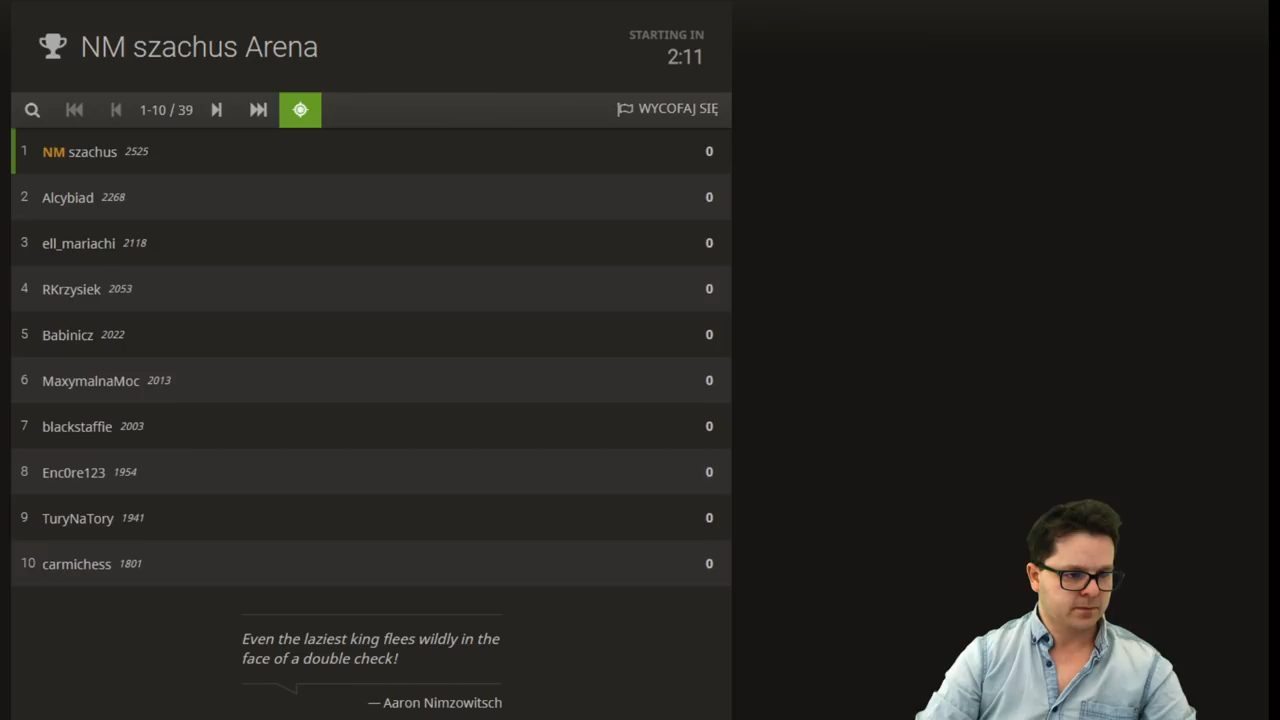 NM szachus Arena
STARTING IN
2:11
1-10 / 39
WYCOFAJ SIĘ
1 NM szachus 2525 0
2 Alcybiad 2268 0
3 ell_mariachi 2118 0
4 RKrzysiek 2053 0
5 Babinicz 2022 0
6 MaxymalnaMoc 2013 0
7 blackstaffie 2003 0
8 Enc0re123 1954 0
9 TuryNaTory 1941 0
10 carmichess 1801 0
Even the laziest king flees wildly in the
face of a double check!
— Aaron Nimzowitsch